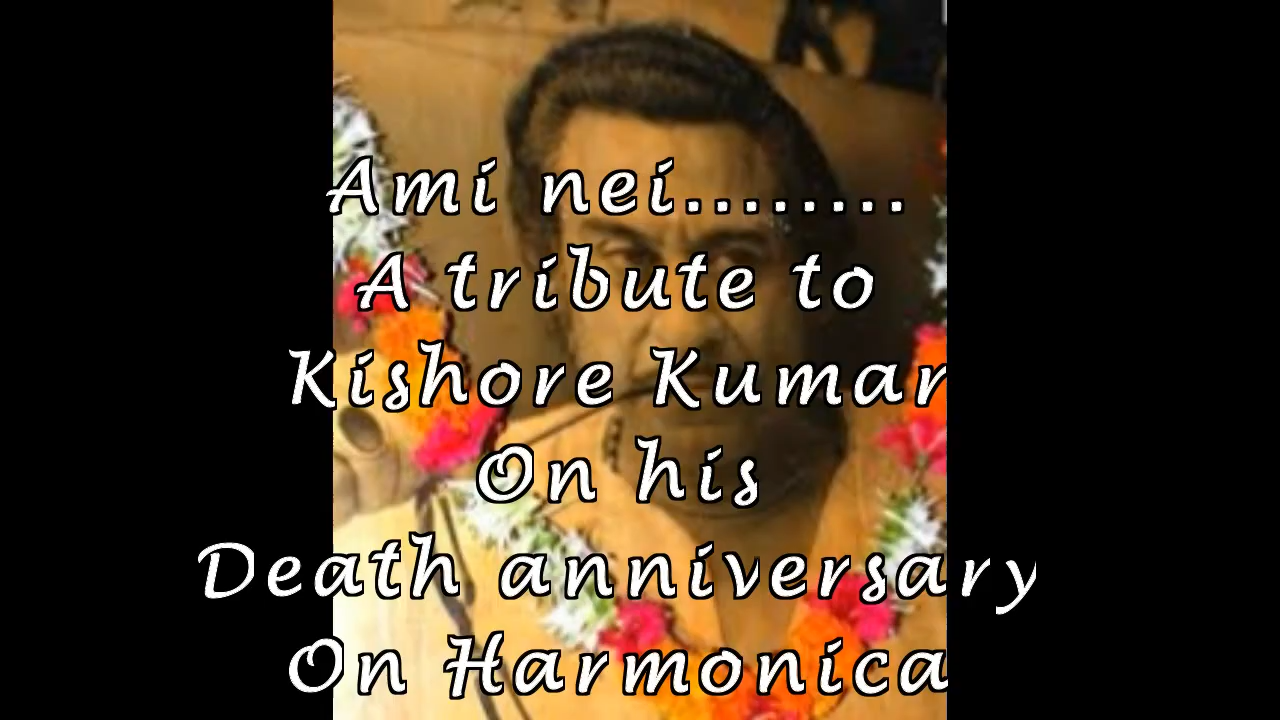 Ami nei........
A tribute to
Kishore Kumar
On his
Death anniversary
On Harmonica